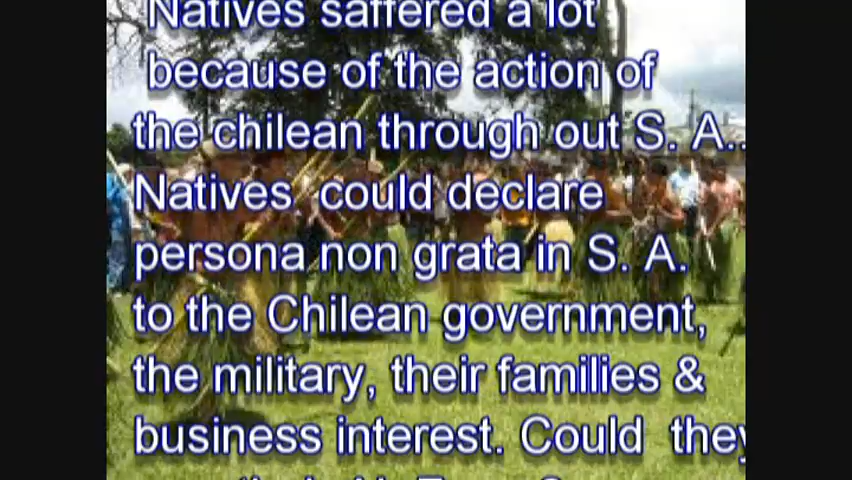 Natives saffered a lot
because of the action of
the chilean through out S. A..
Natives could declare
persona non grata in S. A.
to the Chilean government,
the military, their families &
business interest. Could they